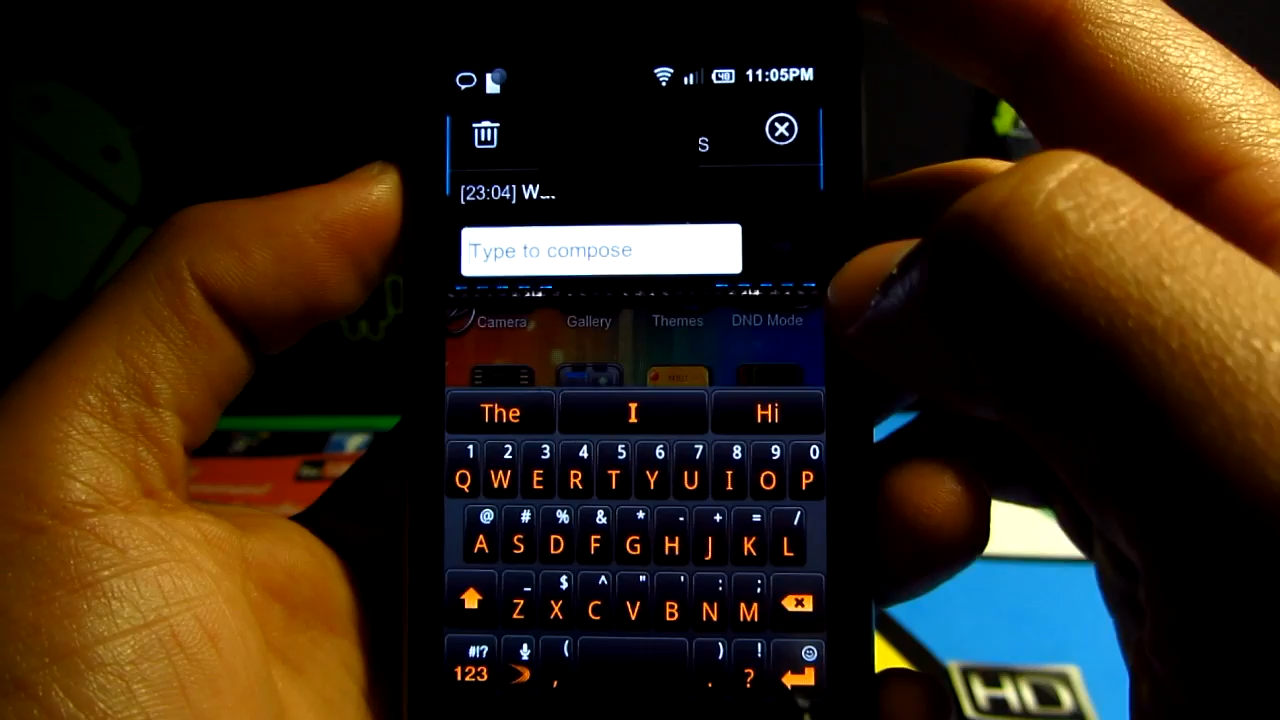 48 11:05PM
S
[23:04]
Type to compose
Camera Gallery Themes DND Mode
The I Hi
1 2 3 4 5 6 7 8 9 0
Q W E R T Y U I O P
@ # % & * - + = /
A S D F G H J K L
_ $ ^ " ' : ;
Z X C V B N M
#!? ( ) !
123 , . ?
HD